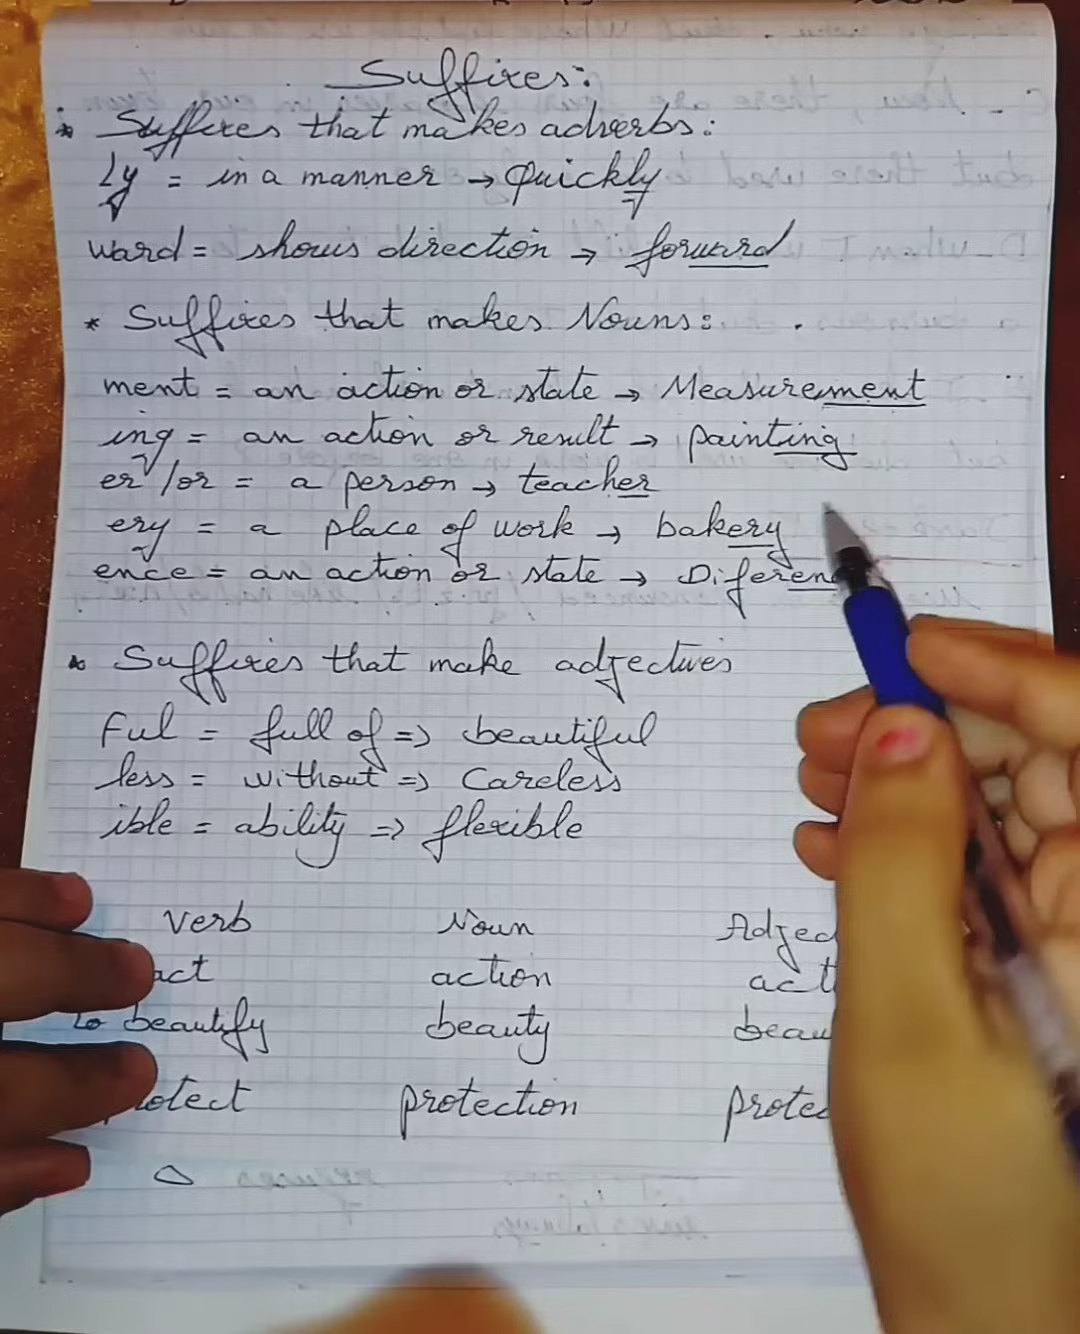 Suffixes:
* Suffixes that makes adverbs:
Ly = in a manner → Quickly
ward = shows direction → forward
* Suffixes that makes Nouns:
ment = an action or state → Measurement
ing = an action or result → painting
er/or = a person → teacher
ery = a place of work → bakery
ence = an action or state → Diferen
* Suffixes that make adjectives
Ful = full of => beautiful
less = without => Careless
ible = ability => flexible
Verb Noun Adjec
act action act
to beautify beauty beau
otect protection protec